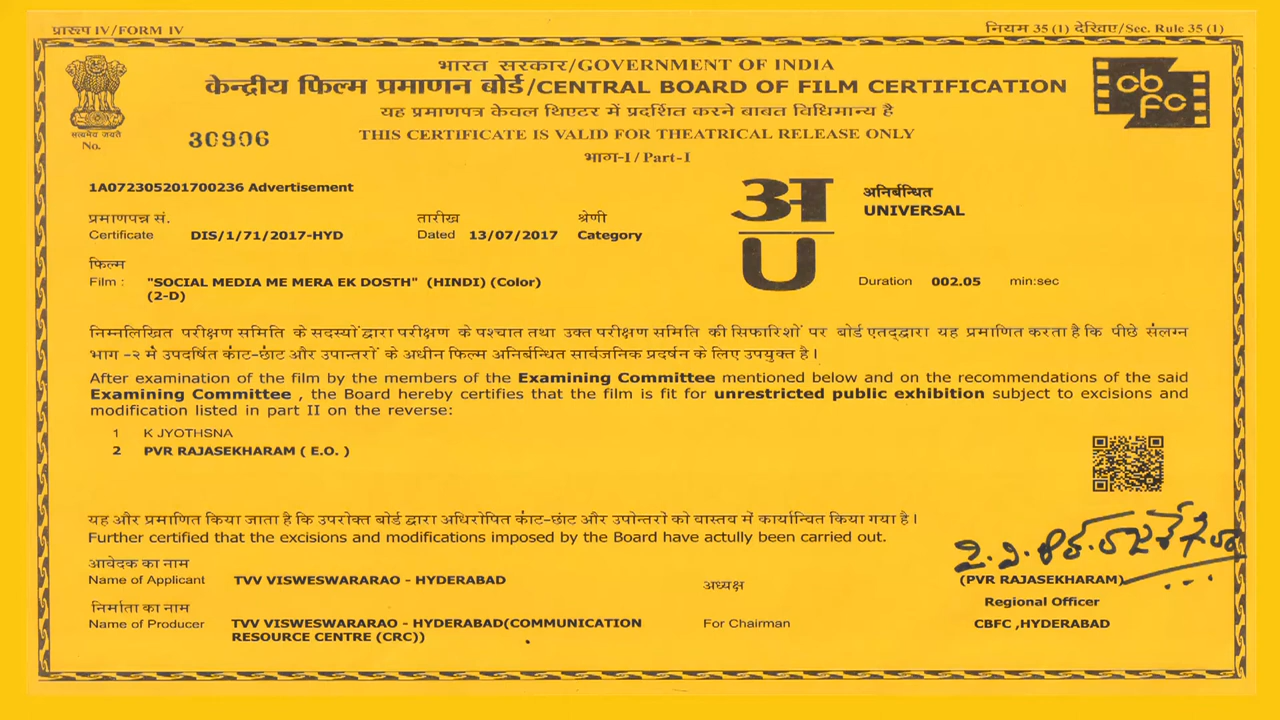 प्रारूप IV/FORM IV
नियम 35 (1) देखिए/Sec. Rule 35 (1)
भारत सरकार/GOVERNMENT OF INDIA
केन्द्रीय फिल्म प्रमाणन बोर्ड/CENTRAL BOARD OF FILM CERTIFICATION
यह प्रमाणपत्र केवल थिएटर में प्रदर्शित करने बाबत विधिमान्य है
THIS CERTIFICATE IS VALID FOR THEATRICAL RELEASE ONLY
भाग-I/Part-I
सत्यमेव जयते
No. 30906
cb
fc
1A072305201700236 Advertisement
प्रमाणपत्र सं. तारीख श्रेणी
Certificate DIS/1/71/2017-HYD Dated 13/07/2017 Category
अ
U
अनिर्बन्धित
UNIVERSAL
फिल्म
Film : "SOCIAL MEDIA ME MERA EK DOSTH" (HINDI) (Color)
(2-D)
Duration 002.05 min:sec
निम्नलिखित परीक्षण समिति के सदस्यों द्वारा परीक्षण के पश्चात तथा उक्त परीक्षण समिति की सिफारिशों पर बोर्ड एतद्द्वारा यह प्रमाणित करता है कि पीछे संलग्न
भाग -२ में उपदर्षित कांट-छांट और उपान्तरों के अधीन फिल्म अनिर्बन्धित सार्वजनिक प्रदर्षन के लिए उपयुक्त है।
After examination of the film by the members of the Examining Committee mentioned below and on the recommendations of the said
Examining Committee , the Board hereby certifies that the film is fit for unrestricted public exhibition subject to excisions and
modification listed in part II on the reverse:
1 K JYOTHSNA
2 PVR RAJASEKHARAM ( E.O. )
यह और प्रमाणित किया जाता है कि उपरोक्त बोर्ड द्वारा अधिरोपित कांट-छांट और उपोन्तरों को वास्तव में कार्यान्वित किया गया है।
Further certified that the excisions and modifications imposed by the Board have actully been carried out.
आवेदक का नाम
Name of Applicant TVV VISWESWARARAO - HYDERABAD
निर्माता का नाम
Name of Producer TVV VISWESWARARAO - HYDERABAD(COMMUNICATION
RESOURCE CENTRE (CRC))
अध्यक्ष
For Chairman
(PVR RAJASEKHARAM)
Regional Officer
CBFC ,HYDERABAD